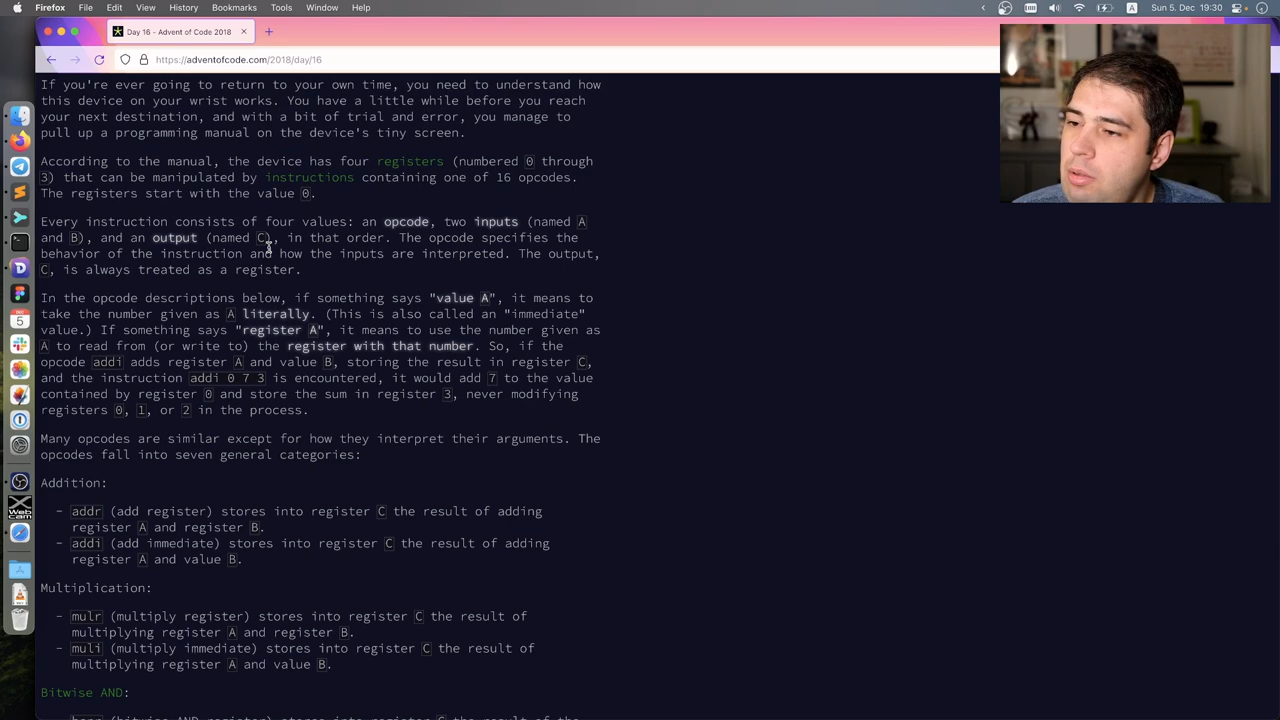 Firefox File Edit View History Bookmarks Tools Window Help
A Sun 5. Dec 19:30
Day 16 - Advent of Code 2018
https://adventofcode.com/2018/day/16
If you're ever going to return to your own time, you need to understand how
this device on your wrist works. You have a little while before you reach
your next destination, and with a bit of trial and error, you manage to
pull up a programming manual on the device's tiny screen.
According to the manual, the device has four registers (numbered 0 through
3) that can be manipulated by instructions containing one of 16 opcodes.
The registers start with the value 0.
Every instruction consists of four values: an opcode, two inputs (named A
and B), and an output (named C), in that order. The opcode specifies the
behavior of the instruction and how the inputs are interpreted. The output,
C, is always treated as a register.
In the opcode descriptions below, if something says "value A", it means to
take the number given as A literally. (This is also called an "immediate"
value.) If something says "register A", it means to use the number given as
A to read from (or write to) the register with that number. So, if the
opcode addi adds register A and value B, storing the result in register C,
and the instruction addi 0 7 3 is encountered, it would add 7 to the value
contained by register 0 and store the sum in register 3, never modifying
registers 0, 1, or 2 in the process.
Many opcodes are similar except for how they interpret their arguments. The
opcodes fall into seven general categories:
Addition:
- addr (add register) stores into register C the result of adding
register A and register B.
- addi (add immediate) stores into register C the result of adding
register A and value B.
Multiplication:
- mulr (multiply register) stores into register C the result of
multiplying register A and register B.
- muli (multiply immediate) stores into register C the result of
multiplying register A and value B.
Bitwise AND: